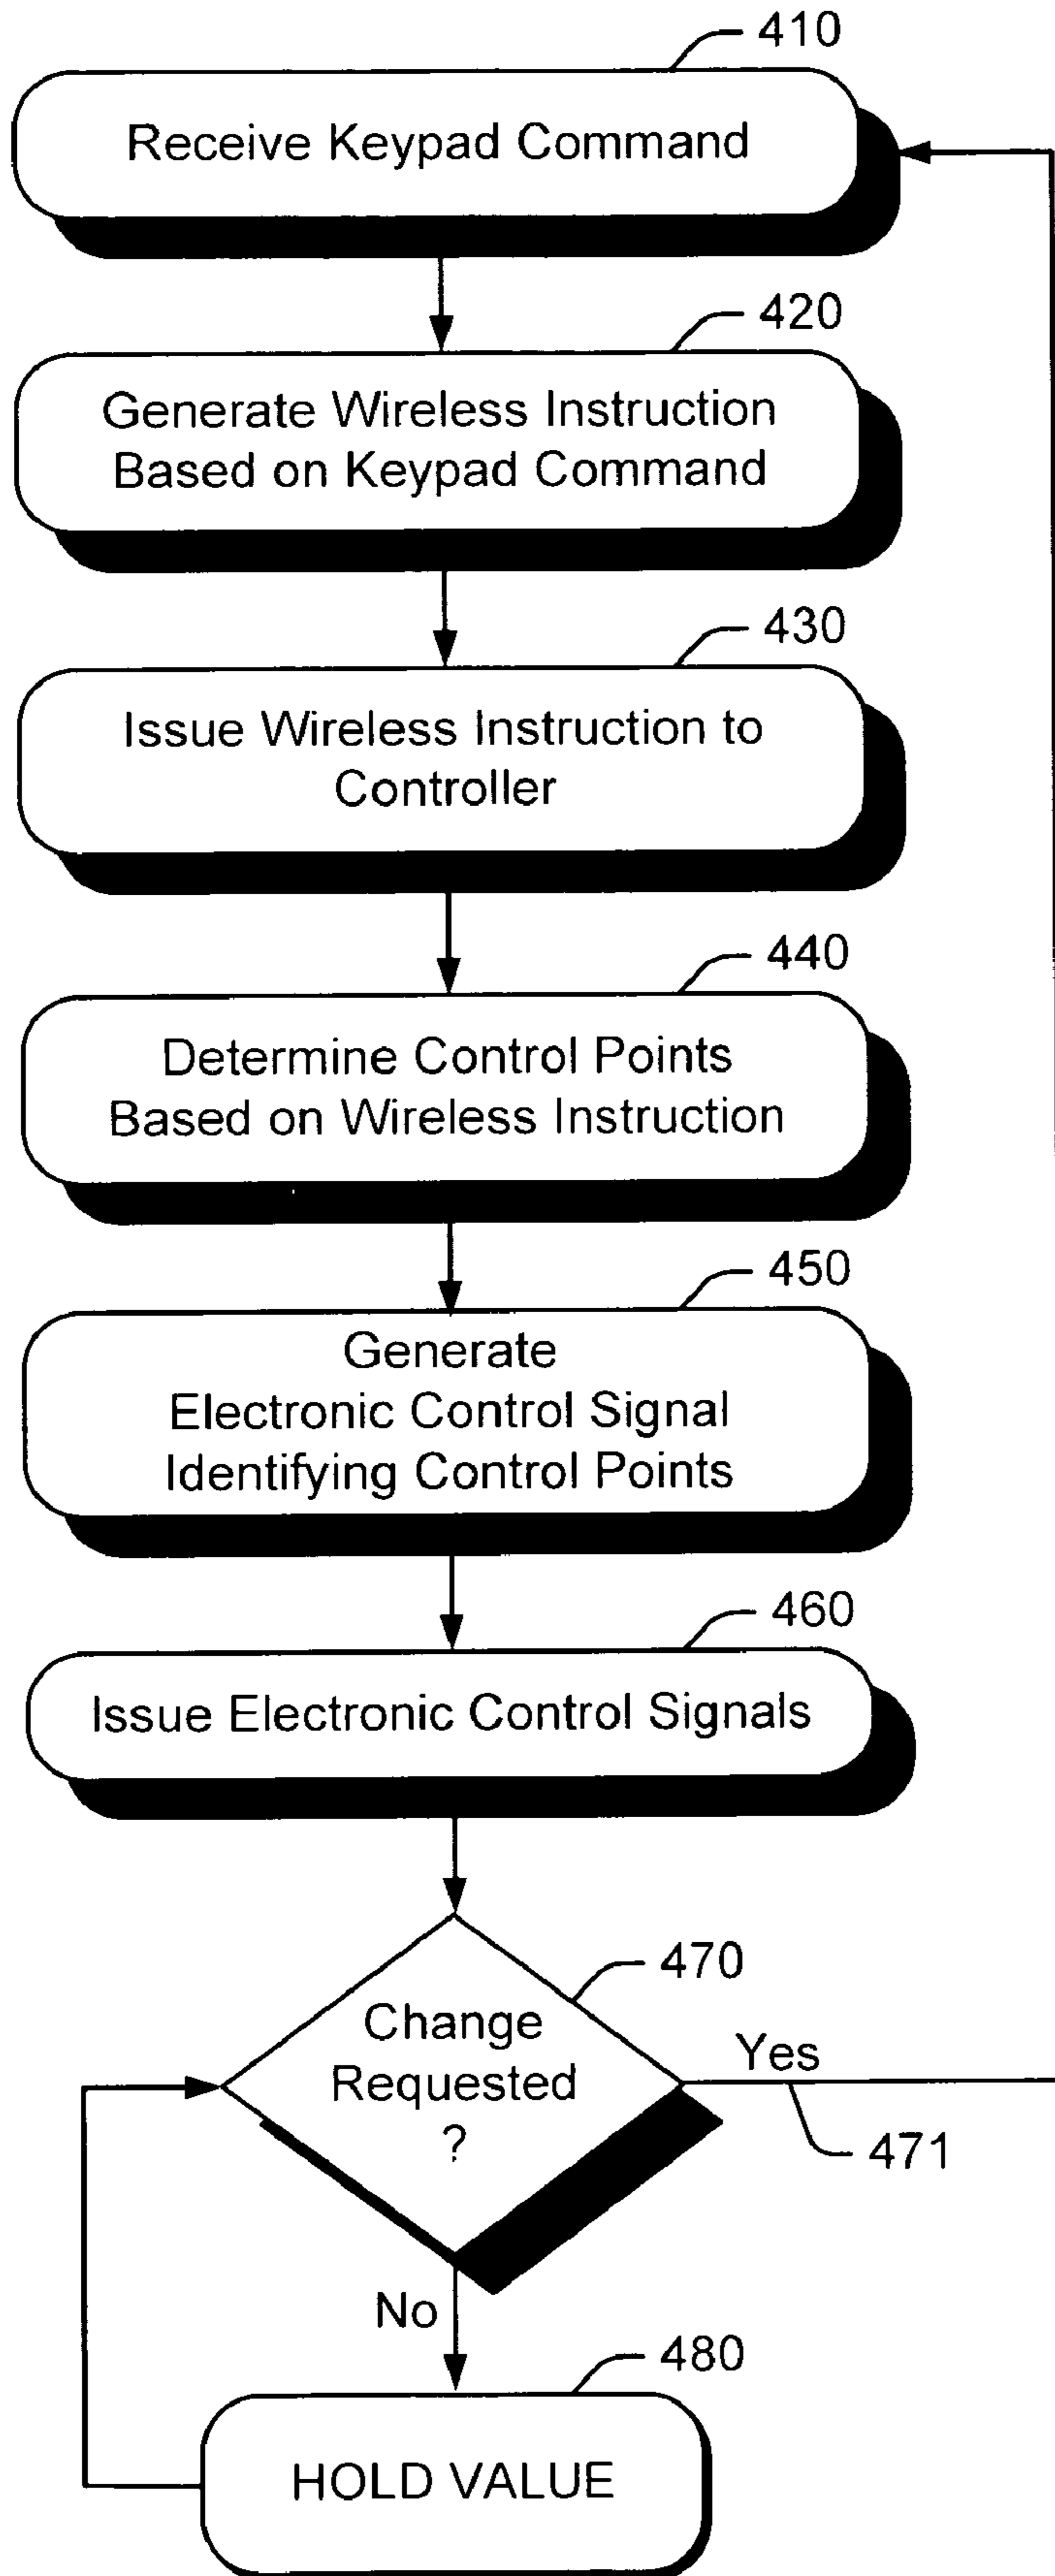 410
Receive Keypad Command
420
Generate Wireless Instruction
Based on Keypad Command
430
Issue Wireless Instruction to
Controller
440
Determine Control Points
Based on Wireless Instruction
450
Generate
Electronic Control Signal
Identifying Control Points
460
Issue Electronic Control Signals
470
Change
Requested
?
Yes
471
No
480
HOLD VALUE